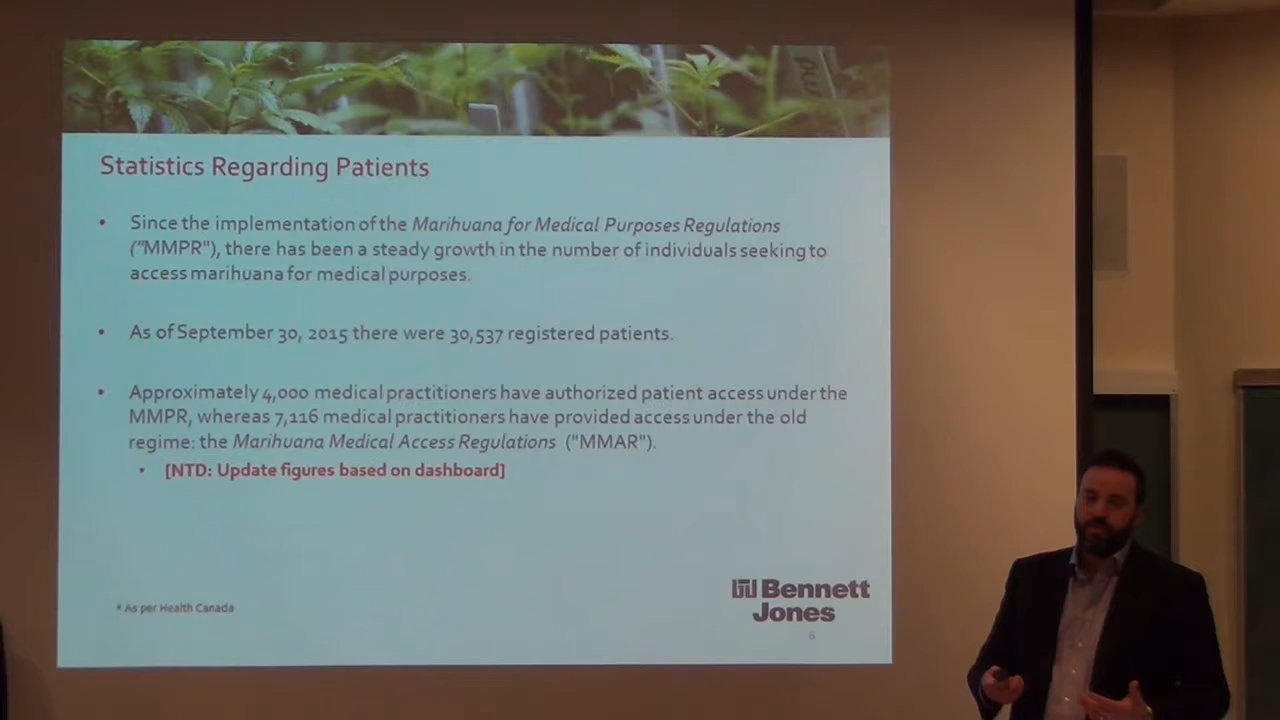 Statistics Regarding Patients
• Since the implementation of the Marihuana for Medical Purposes Regulations
("MMPR"), there has been a steady growth in the number of individuals seeking to
access marihuana for medical purposes.
• As of September 30, 2015 there were 30,537 registered patients.
• Approximately 4,000 medical practitioners have authorized patient access under the
MMPR, whereas 7,116 medical practitioners have provided access under the old
regime: the Marihuana Medical Access Regulations ("MMAR").
• [NTD: Update figures based on dashboard]
* As per Health Canada
Bennett
Jones
6